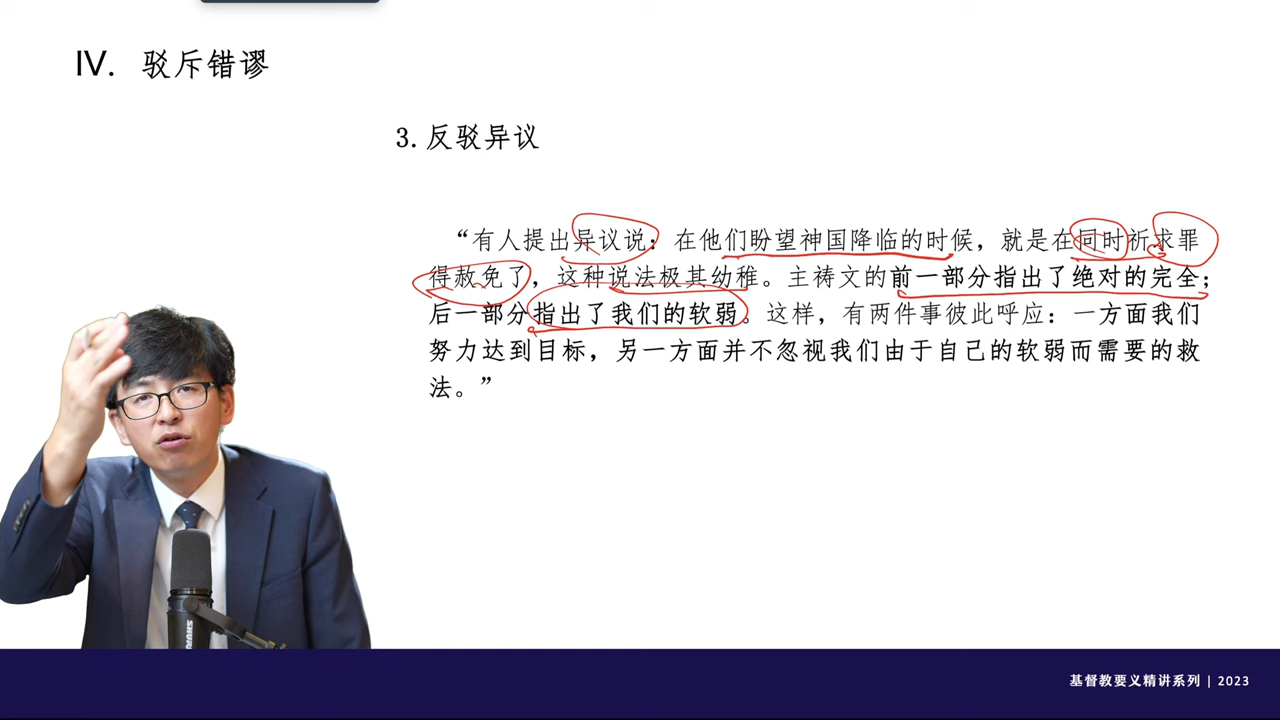 IV. 驳斥错谬
3. 反驳异议
“有人提出异议说：在他们盼望神国降临的时候，就是在同时祈求罪
得赦免了，这种说法极其幼稚。主祷文的前一部分指出了绝对的完全；
后一部分指出了我们的软弱。这样，有两件事彼此呼应：一方面我们
努力达到目标，另一方面并不忽视我们由于自己的软弱而需要的救
法。”
SHURE
基督教要义精讲系列 | 2023